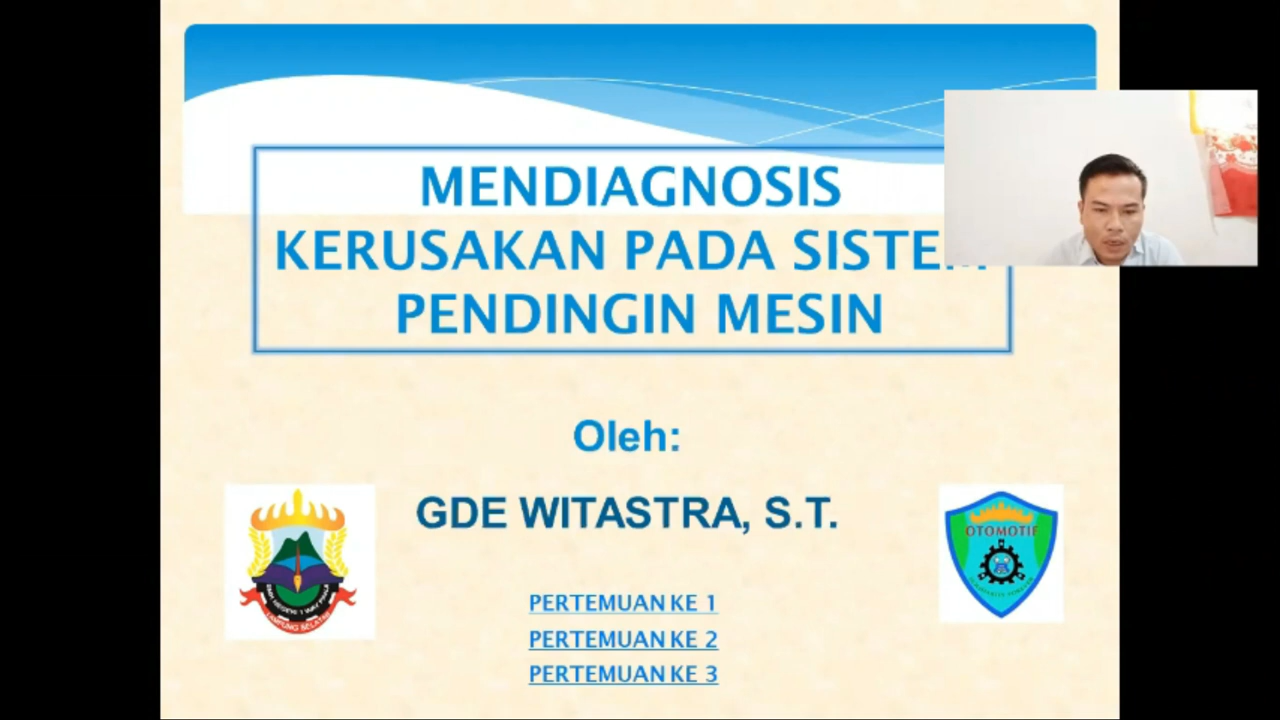 MENDIAGNOSIS
KERUSAKAN PADA SISTEM
PENDINGIN MESIN
Oleh:
GDE WITASTRA, S.T.
OTOMOTIF
LAMPUNG SELATAN
PERTEMUAN KE 1
PERTEMUAN KE 2
PERTEMUAN KE 3